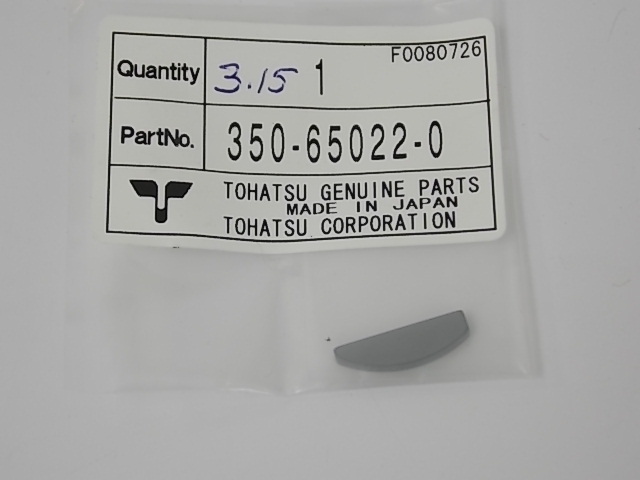 F0080726
Quantity 3.15 1
PartNo. 350-65022-0
TOHATSU GENUINE PARTS
MADE IN JAPAN
TOHATSU CORPORATION